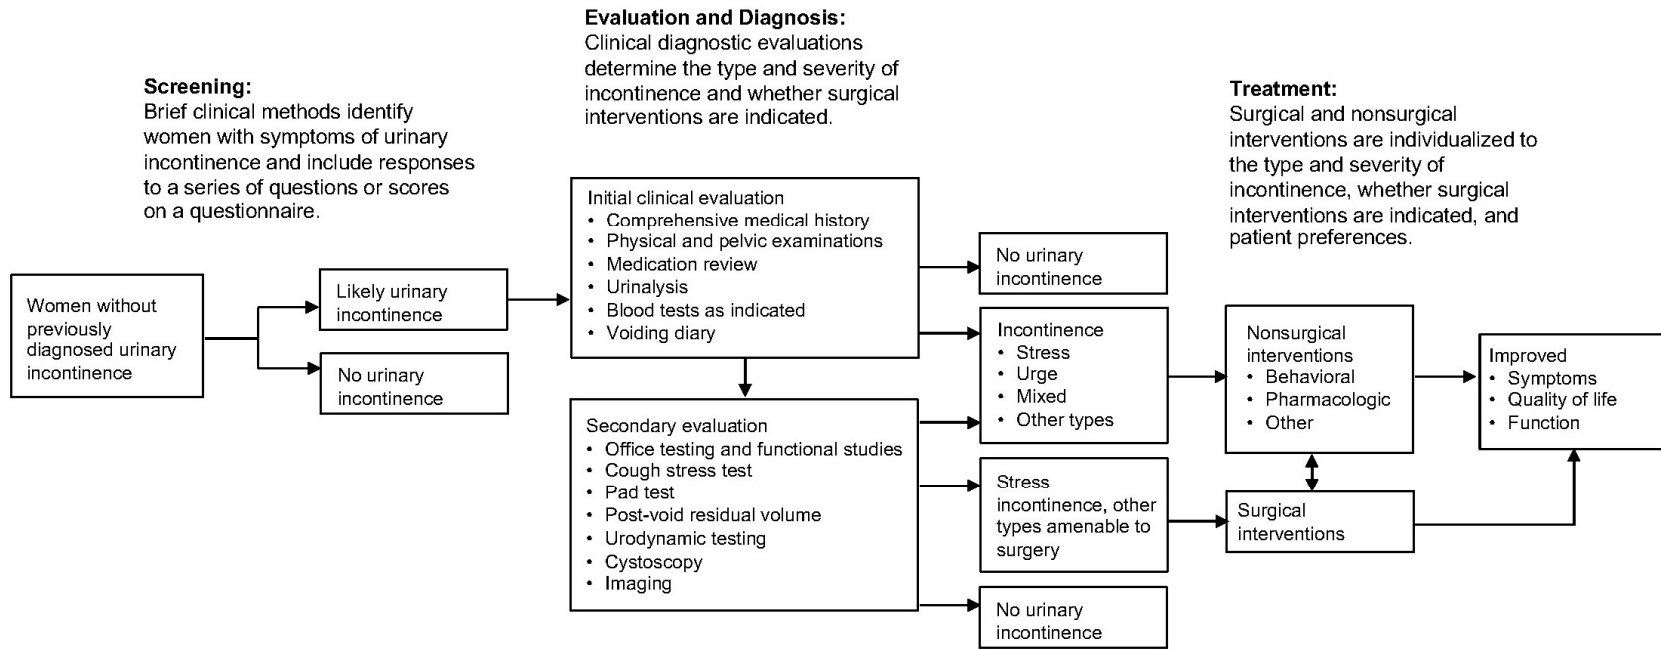 Screening:
Brief clinical methods identify
women with symptoms of urinary
incontinence and include responses
to a series of questions or scores
on a questionnaire.
Evaluation and Diagnosis:
Clinical diagnostic evaluations
determine the type and severity of
incontinence and whether surgical
interventions are indicated.
Treatment:
Surgical and nonsurgical
interventions are individualized to
the type and severity of
incontinence, whether surgical
interventions are indicated, and
patient preferences.
Women without
previously
diagnosed urinary
incontinence
Likely urinary
incontinence
No urinary
incontinence
Initial clinical evaluation
• Comprehensive medical history
• Physical and pelvic examinations
• Medication review
• Urinalysis
• Blood tests as indicated
• Voiding diary
Secondary evaluation
• Office testing and functional studies
• Cough stress test
• Pad test
• Post-void residual volume
• Urodynamic testing
• Cystoscopy
• Imaging
No urinary
incontinence
Incontinence
• Stress
• Urge
• Mixed
• Other types
Stress
incontinence, other
types amenable to
surgery
No urinary
incontinence
Nonsurgical
interventions
• Behavioral
• Pharmacologic
• Other
Surgical
interventions
Improved
• Symptoms
• Quality of life
• Function